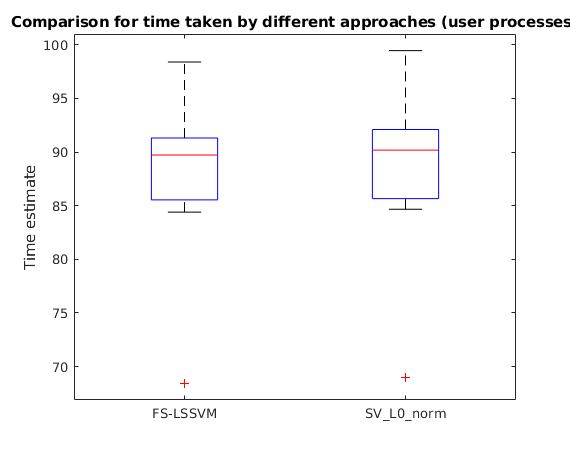 Comparison for time taken by different approaches (user processes
100
95
90
85
80
75
70
Time estimate
FS-LSSVM
SV_L0_norm